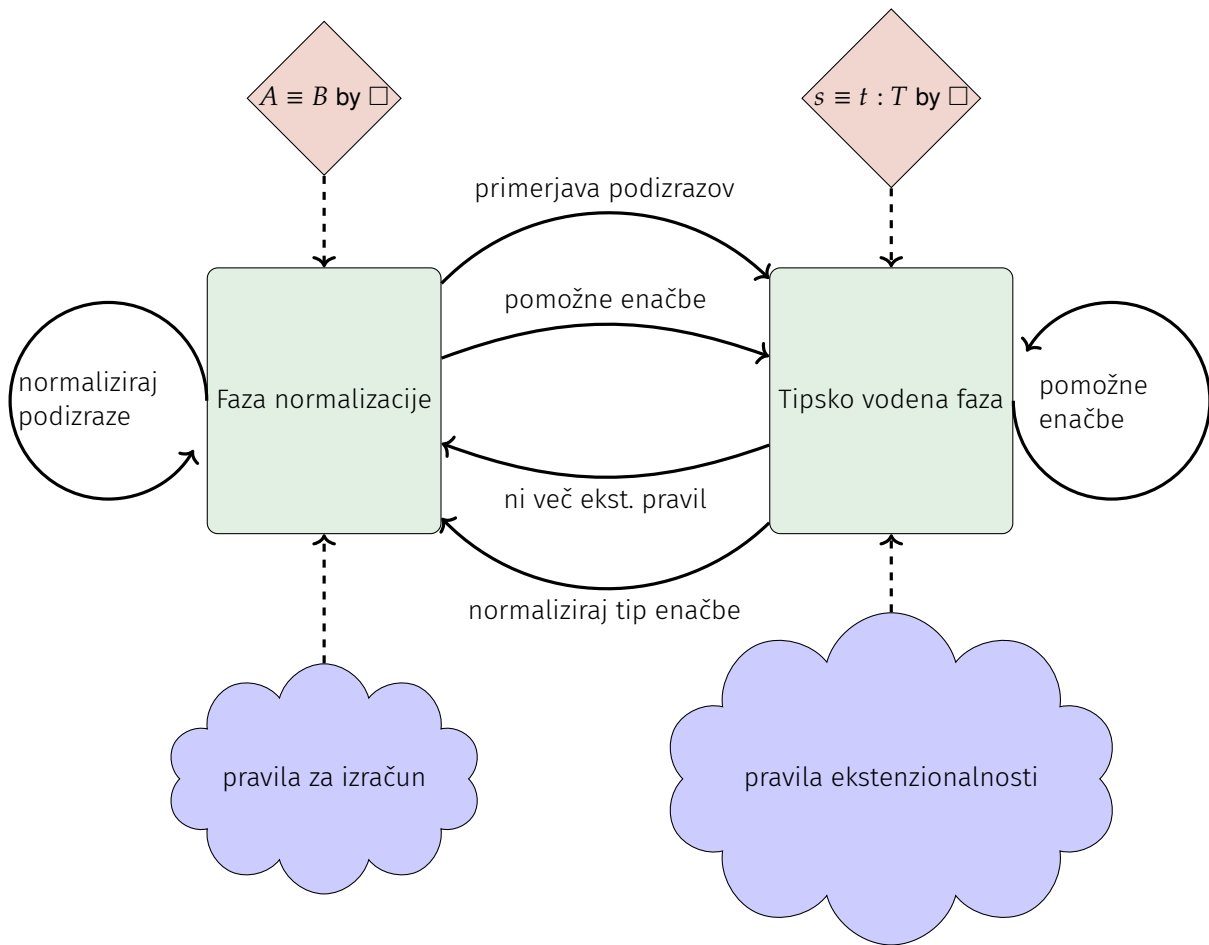 A ≡ B by □
s ≡ t : T by □
primerjava podizrazov
pomožne enačbe
normaliziraj
podizraze
Faza normalizacije
Tipsko vodena faza
pomožne
enačbe
ni več ekst. pravil
normaliziraj tip enačbe
pravila za izračun
pravila ekstenzionalnosti